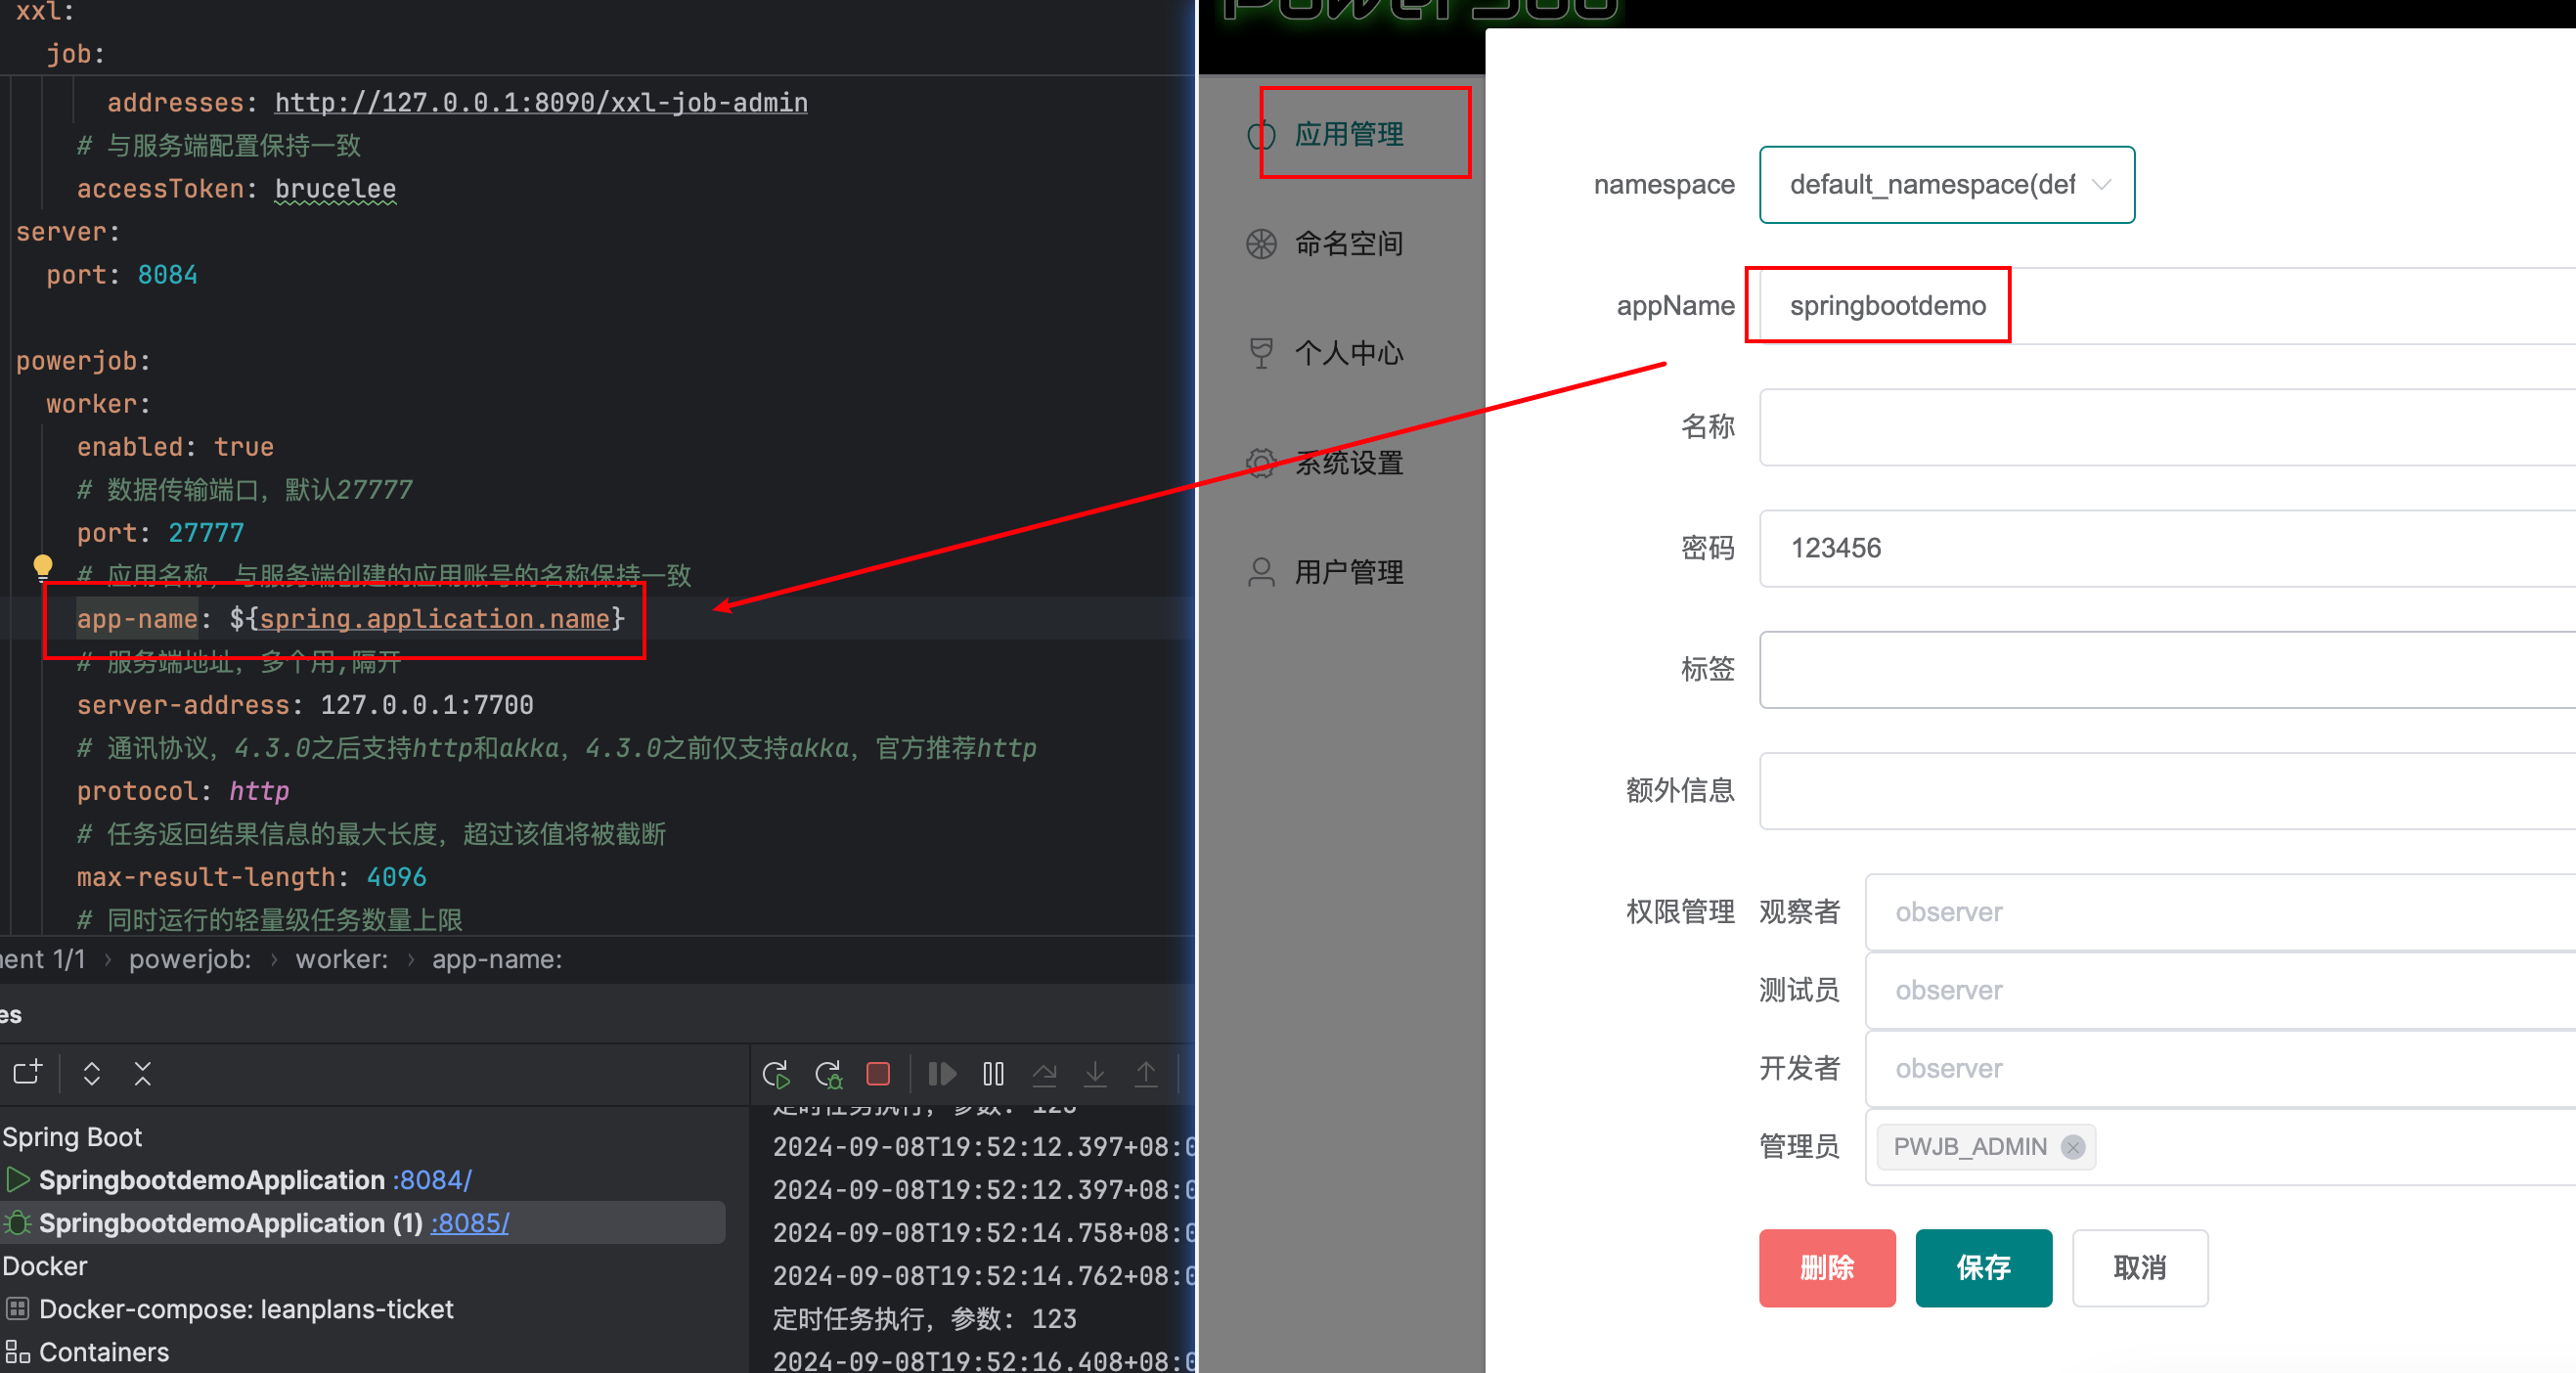 xxl:
job:
addresses: http://127.0.0.1:8090/xxl-job-admin
# 与服务端配置保持一致
accessToken: brucelee
server:
port: 8084
powerjob:
worker:
enabled: true
# 数据传输端口，默认27777
port: 27777
# 应用名称，与服务端创建的应用账号的名称保持一致
app-name: ${spring.application.name}
# 服务端地址，多个用,隔开
server-address: 127.0.0.1:7700
# 通讯协议，4.3.0之后支持http和akka，4.3.0之前仅支持akka，官方推荐http
protocol: http
# 任务返回结果信息的最大长度，超过该值将被截断
max-result-length: 4096
# 同时运行的轻量级任务数量上限
ent 1/1 › powerjob: › worker: › app-name:
es
Spring Boot
SpringbootdemoApplication :8084/
SpringbootdemoApplication (1) :8085/
Docker
Docker-compose: leanplans-ticket
Containers
定时任务执行，参数: 123
2024-09-08T19:52:12.397+08:0
2024-09-08T19:52:12.397+08:0
2024-09-08T19:52:14.758+08:0
2024-09-08T19:52:14.762+08:0
定时任务执行，参数: 123
2024-09-08T19:52:16.408+08:0
PowerJob
应用管理
命名空间
个人中心
系统设置
用户管理
namespace default_namespace(def
appName springbootdemo
名称
密码 123456
标签
额外信息
权限管理 观察者 observer
测试员 observer
开发者 observer
管理员 PWJB_ADMIN
删除 保存 取消